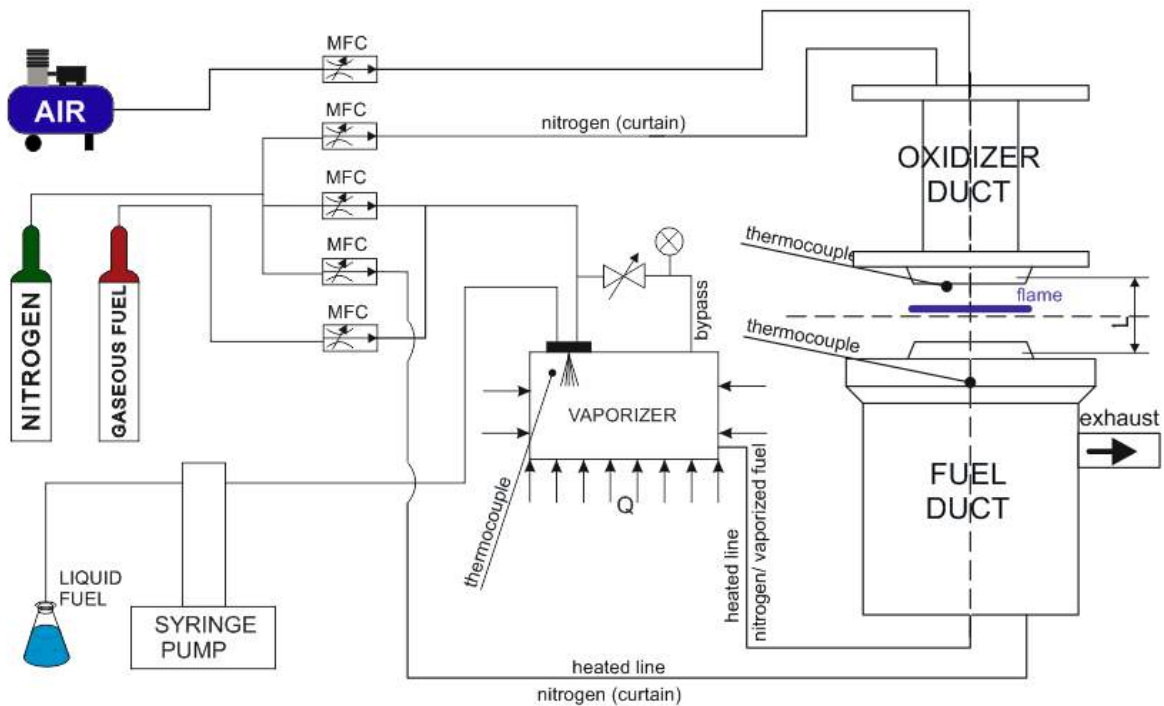 MFC
AIR
MFC
nitrogen (curtain)
OXIDIZER
DUCT
MFC
MFC
MFC
NITROGEN
GASEOUS FUEL
thermocouple
flame
L
thermocouple
bypass
VAPORIZER
exhaust
FUEL
DUCT
Q
thermocouple
heated line
nitrogen/ vaporized fuel
LIQUID
FUEL
SYRINGE
PUMP
heated line
nitrogen (curtain)